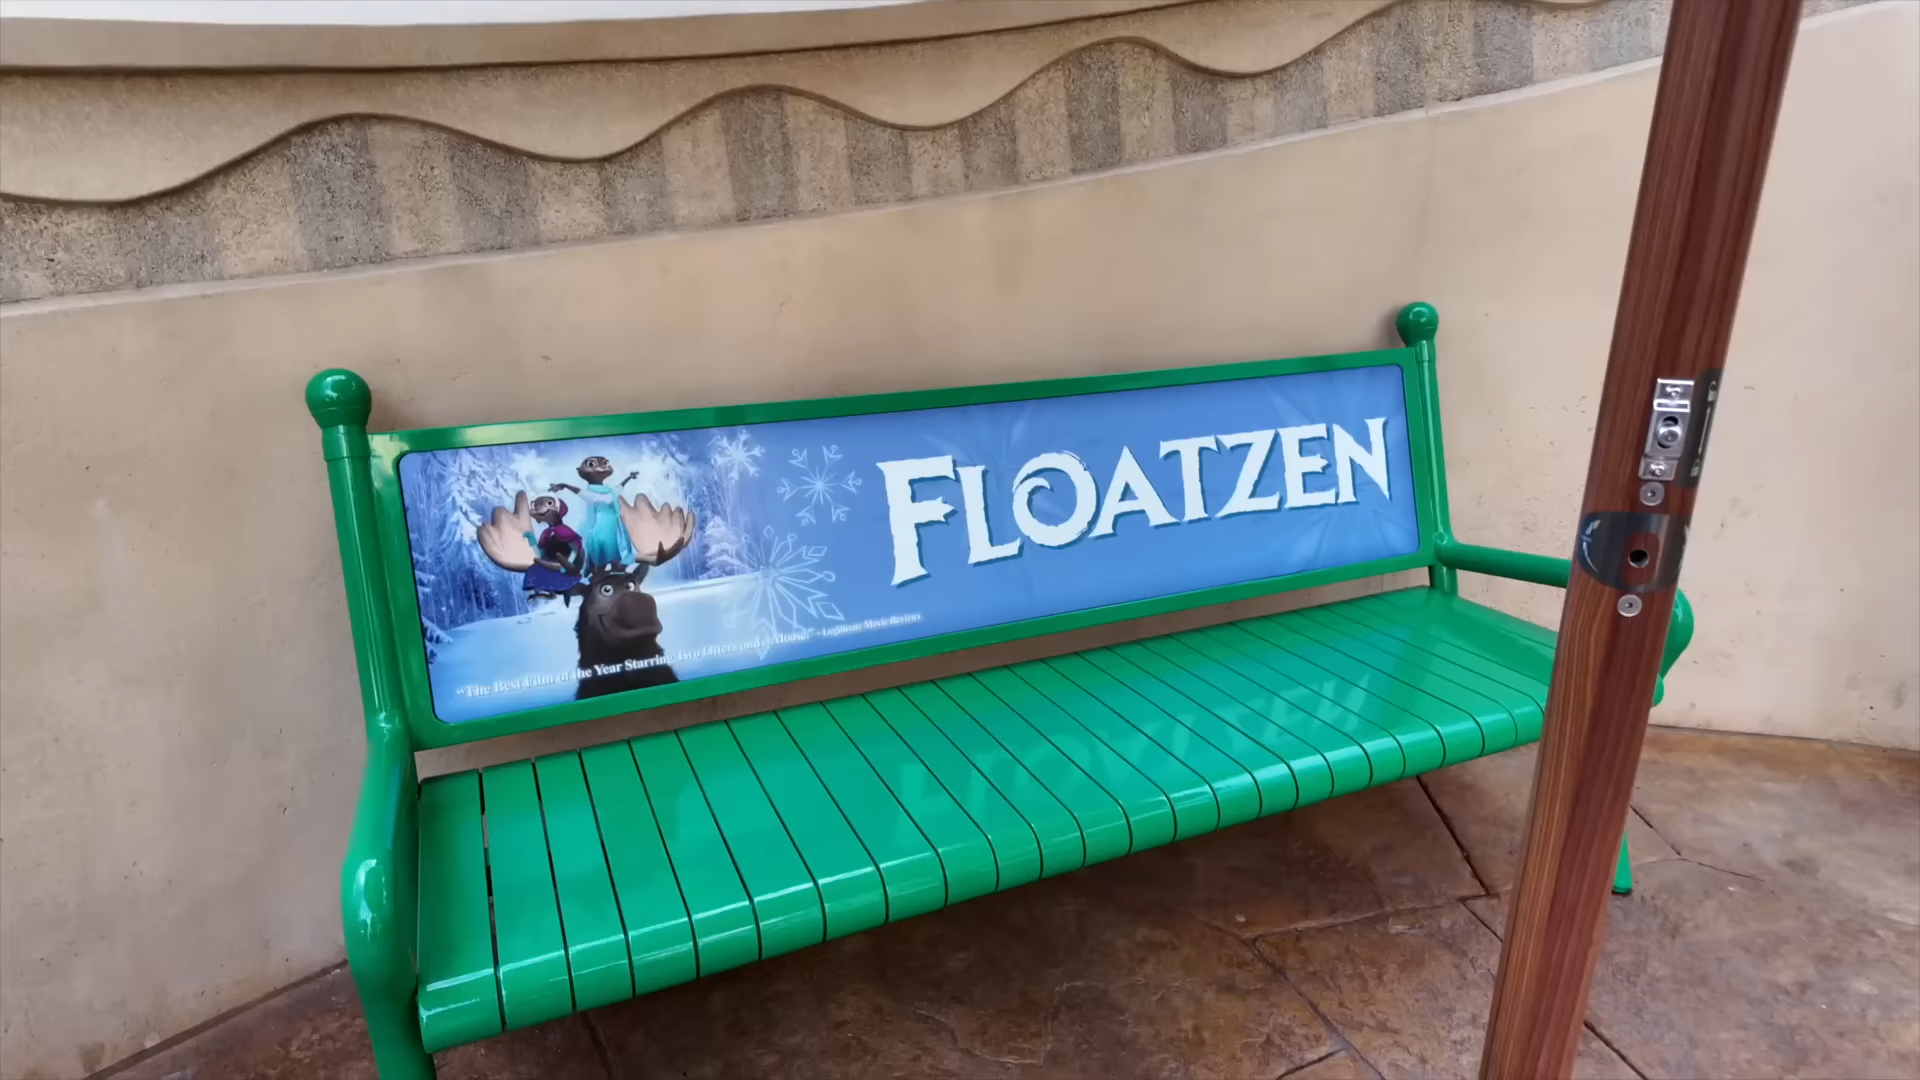 FLOATZEN
"The Best Film of the Year Starring Two Otters and a Moose!" - Legitimate Movie Reviews